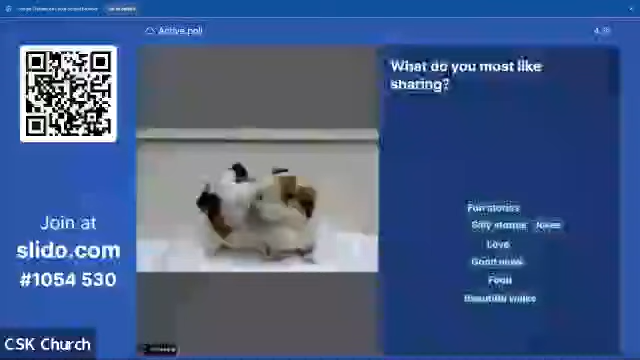 Active poll
What do you most like
sharing?
Join at
slido.com
#1054 530
Fun stories
Silly stories Jokes
Love
Good news
Food
Beautiful walks
CSK Church